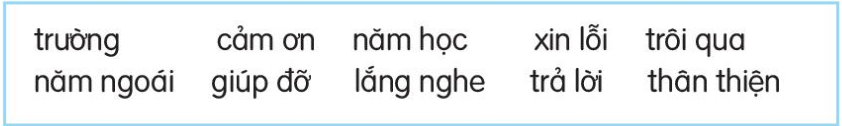 trường cảm ơn năm học xin lỗi trôi qua
năm ngoái giúp đỡ lắng nghe trả lời thân thiện